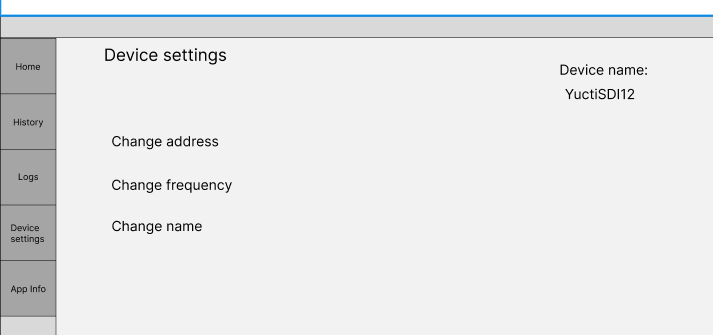 Device settings
Device name:
YuctiSDI12
Home
History
Logs
Device
settings
App Info
Change address
Change frequency
Change name